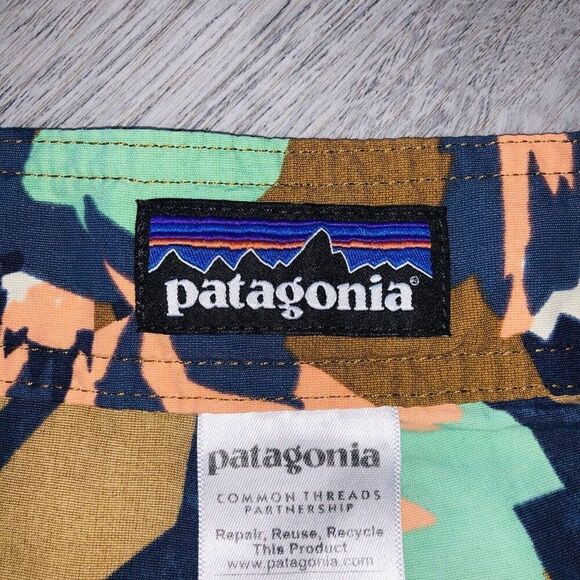 patagonia®
patagonia
COMMON THREADS
PARTNERSHIP
Repair, Reuse, Recycle
This Product
www.patagonia.com